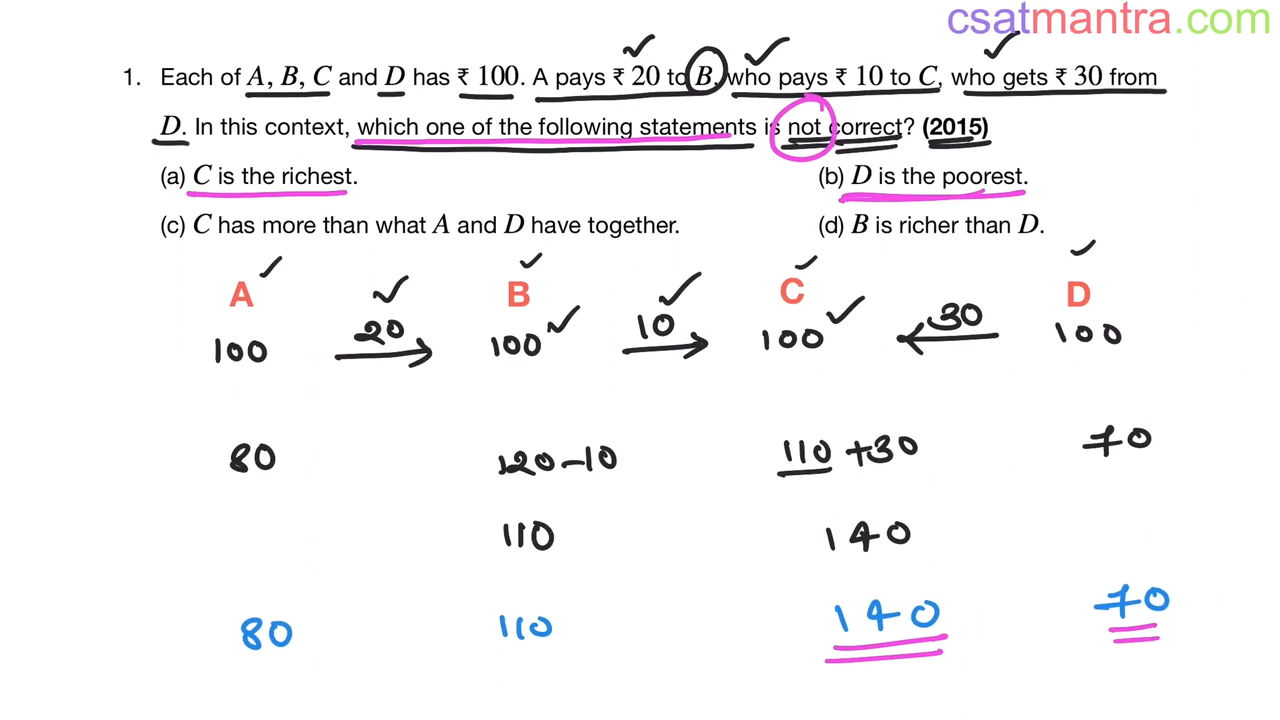 csatmantra.com
1. Each of A, B, C and D has ₹ 100. A pays ₹ 20 to B, who pays ₹ 10 to C, who gets ₹ 30 from
D. In this context, which one of the following statements is not correct? (2015)
(a) C is the richest. (b) D is the poorest.
(c) C has more than what A and D have together. (d) B is richer than D.
A B C D
100 20 100 10 100 30 100
80 120-10 110 +30 70
110 140
80 110 140 70